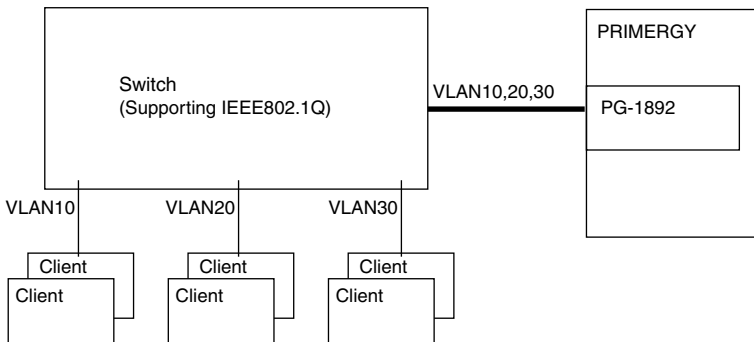 PRIMERGY
Switch
(Supporting IEEE802.1Q)
VLAN10,20,30
PG-1892
VLAN10
VLAN20
VLAN30
Client
Client
Client
Client
Client
Client